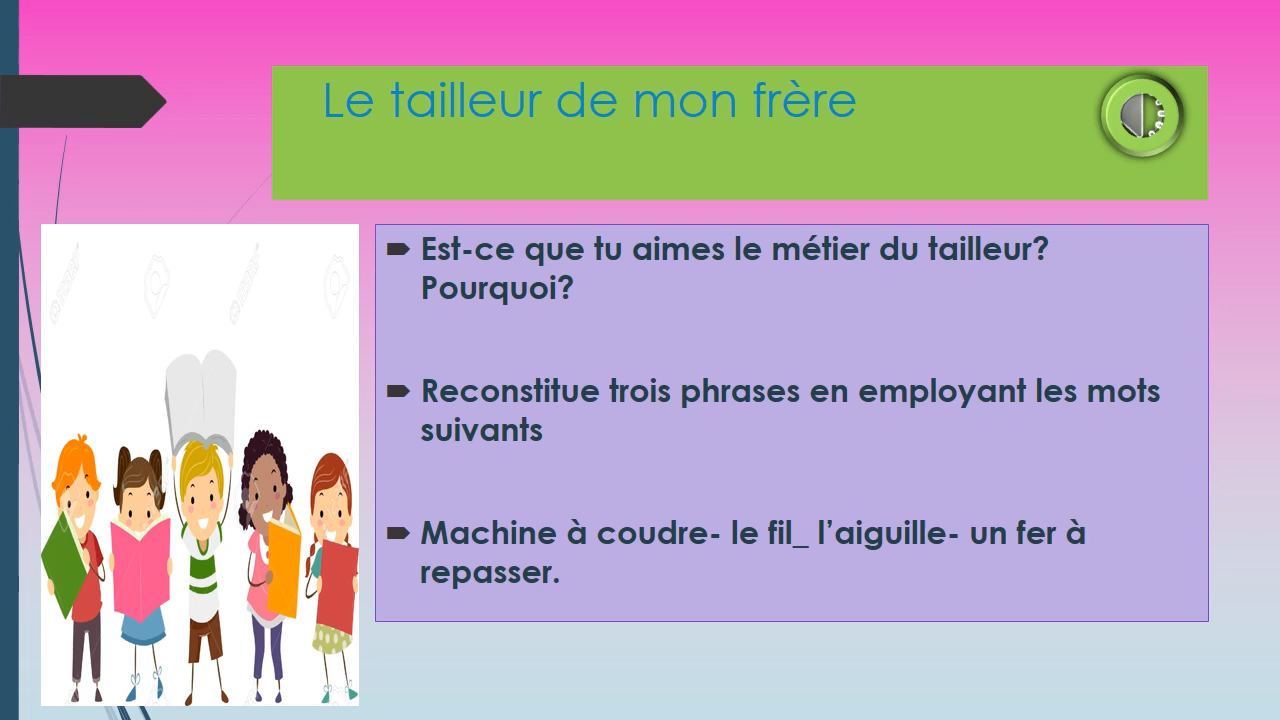 Le tailleur de mon frère
Est-ce que tu aimes le métier du tailleur?
Pourquoi?
Reconstitue trois phrases en employant les mots
suivants
Machine à coudre- le fil_ l’aiguille- un fer à
repasser.